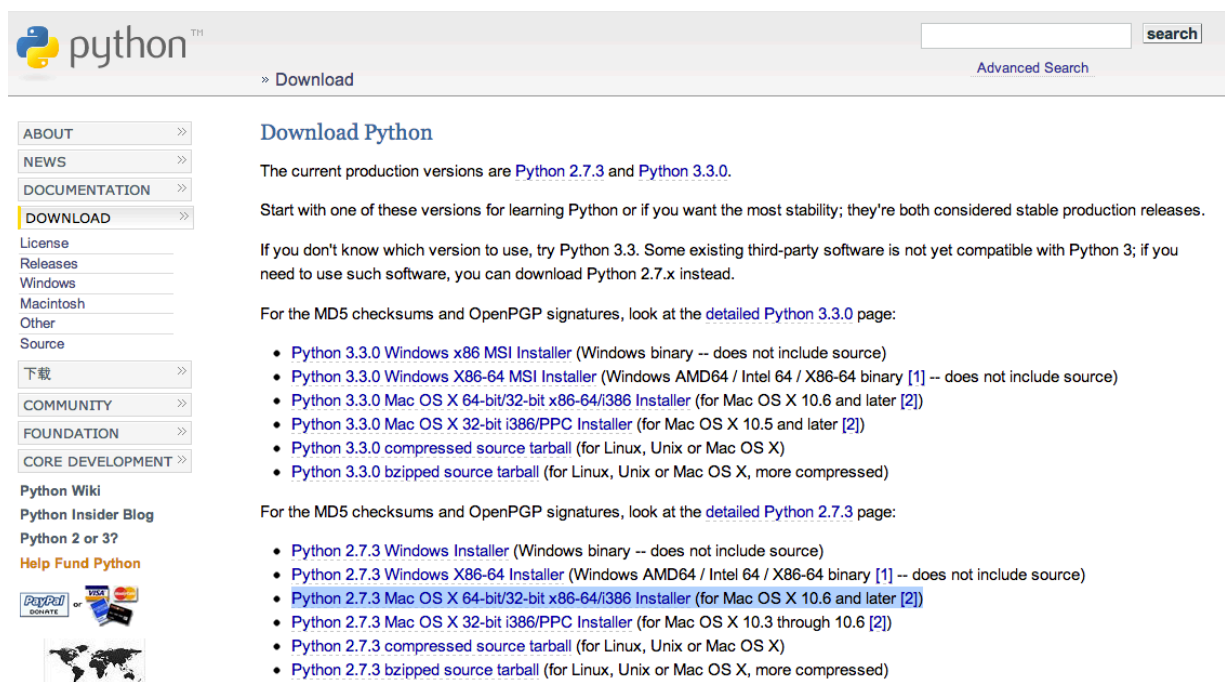 python™
search
Advanced Search
» Download
ABOUT »
NEWS »
DOCUMENTATION »
DOWNLOAD »
License
Releases
Windows
Macintosh
Other
Source
下载 »
COMMUNITY »
FOUNDATION »
CORE DEVELOPMENT »
Python Wiki
Python Insider Blog
Python 2 or 3?
Help Fund Python
PayPal
DONATE
or
VISA
Download Python
The current production versions are Python 2.7.3 and Python 3.3.0.
Start with one of these versions for learning Python or if you want the most stability; they're both considered stable production releases.
If you don't know which version to use, try Python 3.3. Some existing third-party software is not yet compatible with Python 3; if you
need to use such software, you can download Python 2.7.x instead.
For the MD5 checksums and OpenPGP signatures, look at the detailed Python 3.3.0 page:
• Python 3.3.0 Windows x86 MSI Installer (Windows binary -- does not include source)
• Python 3.3.0 Windows X86-64 MSI Installer (Windows AMD64 / Intel 64 / X86-64 binary [1] -- does not include source)
• Python 3.3.0 Mac OS X 64-bit/32-bit x86-64/i386 Installer (for Mac OS X 10.6 and later [2])
• Python 3.3.0 Mac OS X 32-bit i386/PPC Installer (for Mac OS X 10.5 and later [2])
• Python 3.3.0 compressed source tarball (for Linux, Unix or Mac OS X)
• Python 3.3.0 bzipped source tarball (for Linux, Unix or Mac OS X, more compressed)
For the MD5 checksums and OpenPGP signatures, look at the detailed Python 2.7.3 page:
• Python 2.7.3 Windows Installer (Windows binary -- does not include source)
• Python 2.7.3 Windows X86-64 Installer (Windows AMD64 / Intel 64 / X86-64 binary [1] -- does not include source)
• Python 2.7.3 Mac OS X 64-bit/32-bit x86-64/i386 Installer (for Mac OS X 10.6 and later [2])
• Python 2.7.3 Mac OS X 32-bit i386/PPC Installer (for Mac OS X 10.3 through 10.6 [2])
• Python 2.7.3 compressed source tarball (for Linux, Unix or Mac OS X)
• Python 2.7.3 bzipped source tarball (for Linux, Unix or Mac OS X, more compressed)